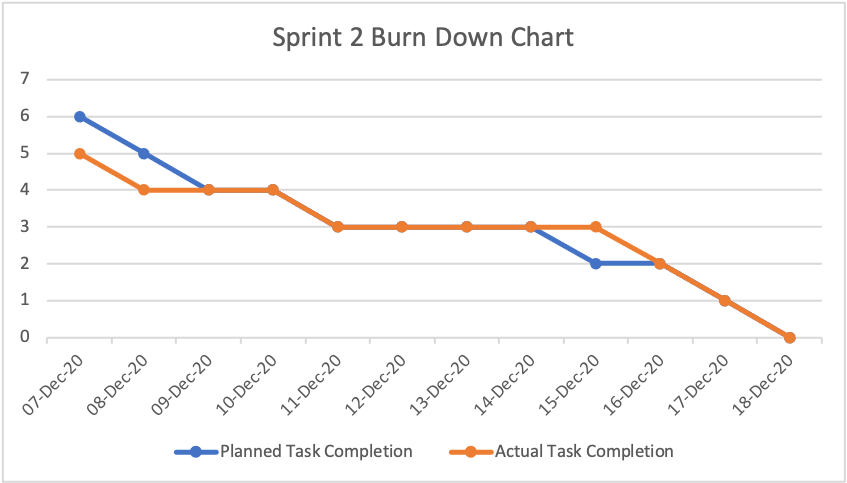 Sprint 2 Burn Down Chart
7
6
5
4
3
2
1
0
07-Dec-20
08-Dec-20
09-Dec-20
10-Dec-20
11-Dec-20
12-Dec-20
13-Dec-20
14-Dec-20
15-Dec-20
16-Dec-20
17-Dec-20
18-Dec-20
Planned Task Completion
Actual Task Completion